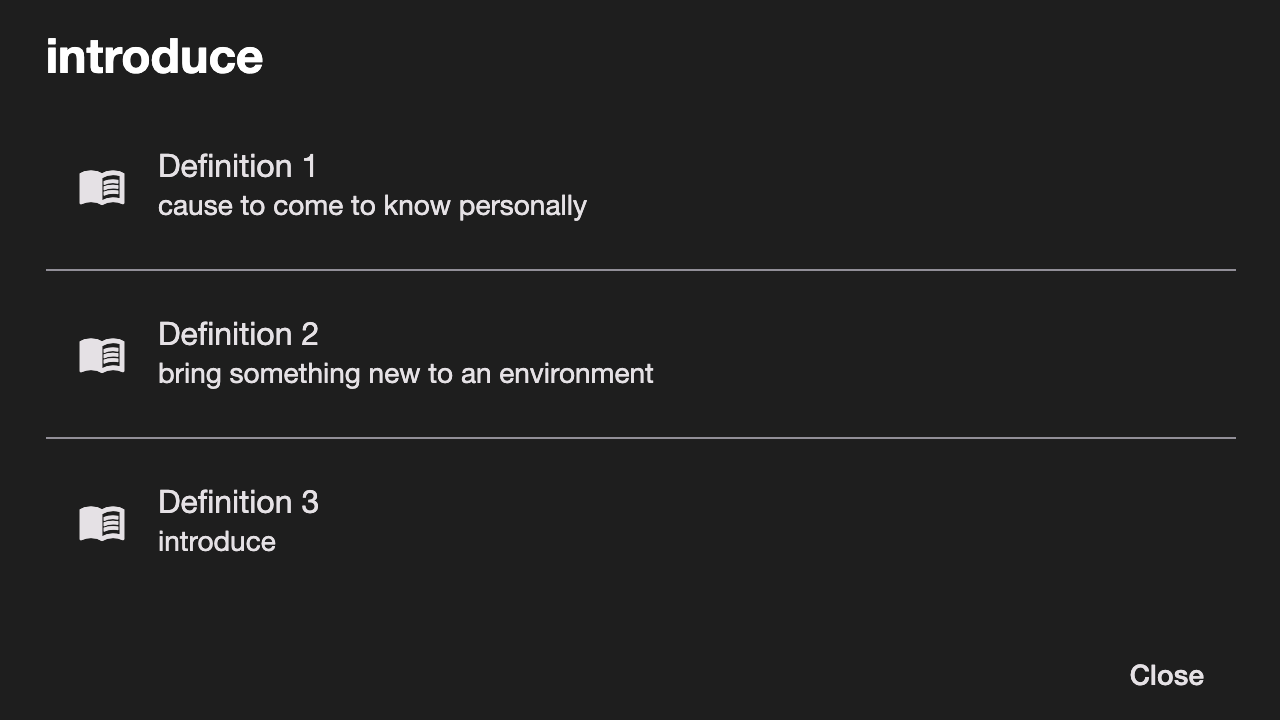 introduce
Definition 1
cause to come to know personally
Definition 2
bring something new to an environment
Definition 3
introduce
Close